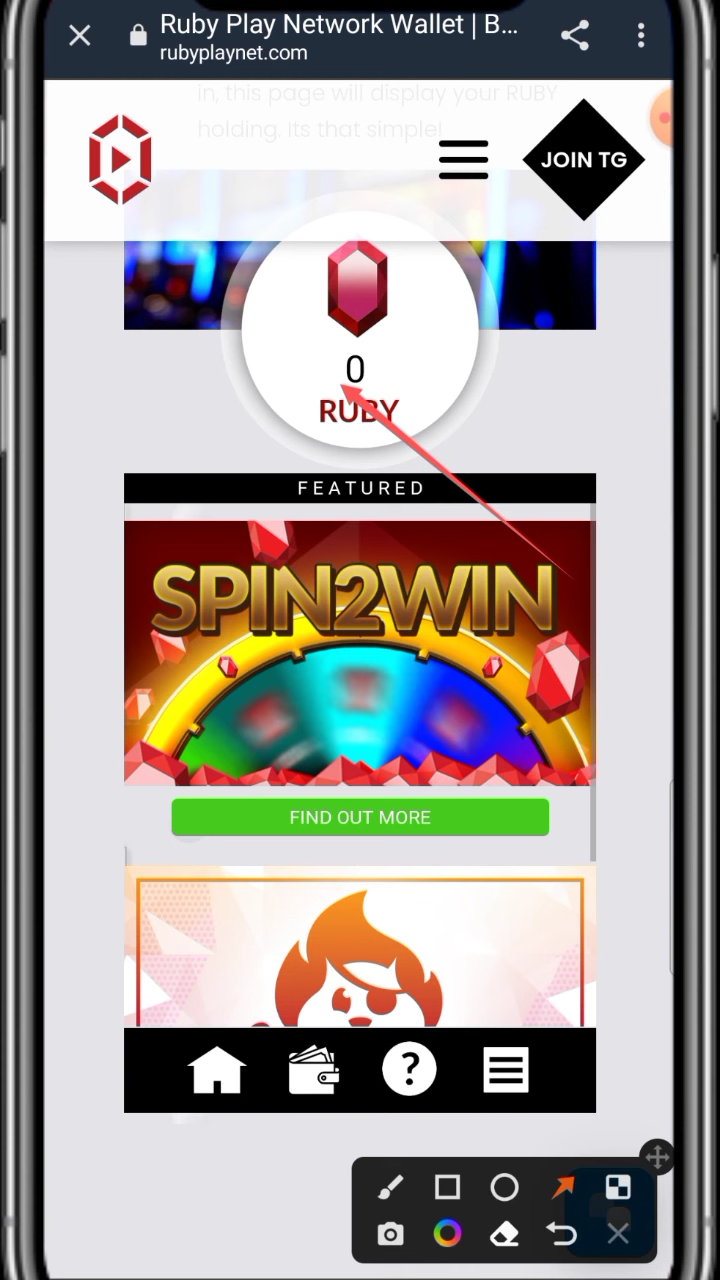 Ruby Play Network Wallet | B...
rubyplaynet.com
in, this page will display your RUBY
holding. Its that simple!
JOIN TG
0
RUBY
FEATURED
SPIN2WIN
FIND OUT MORE
?